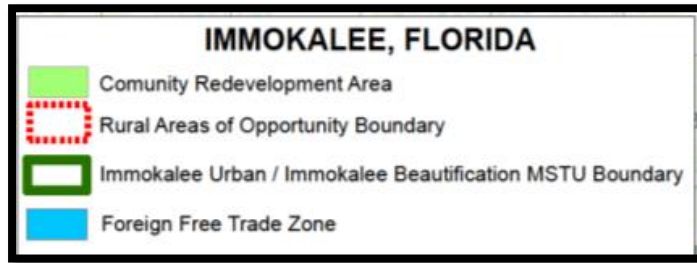 IMMOKALEE, FLORIDA
Comunity Redevelopment Area
Rural Areas of Opportunity Boundary
Immokalee Urban / Immokalee Beautification MSTU Boundary
Foreign Free Trade Zone